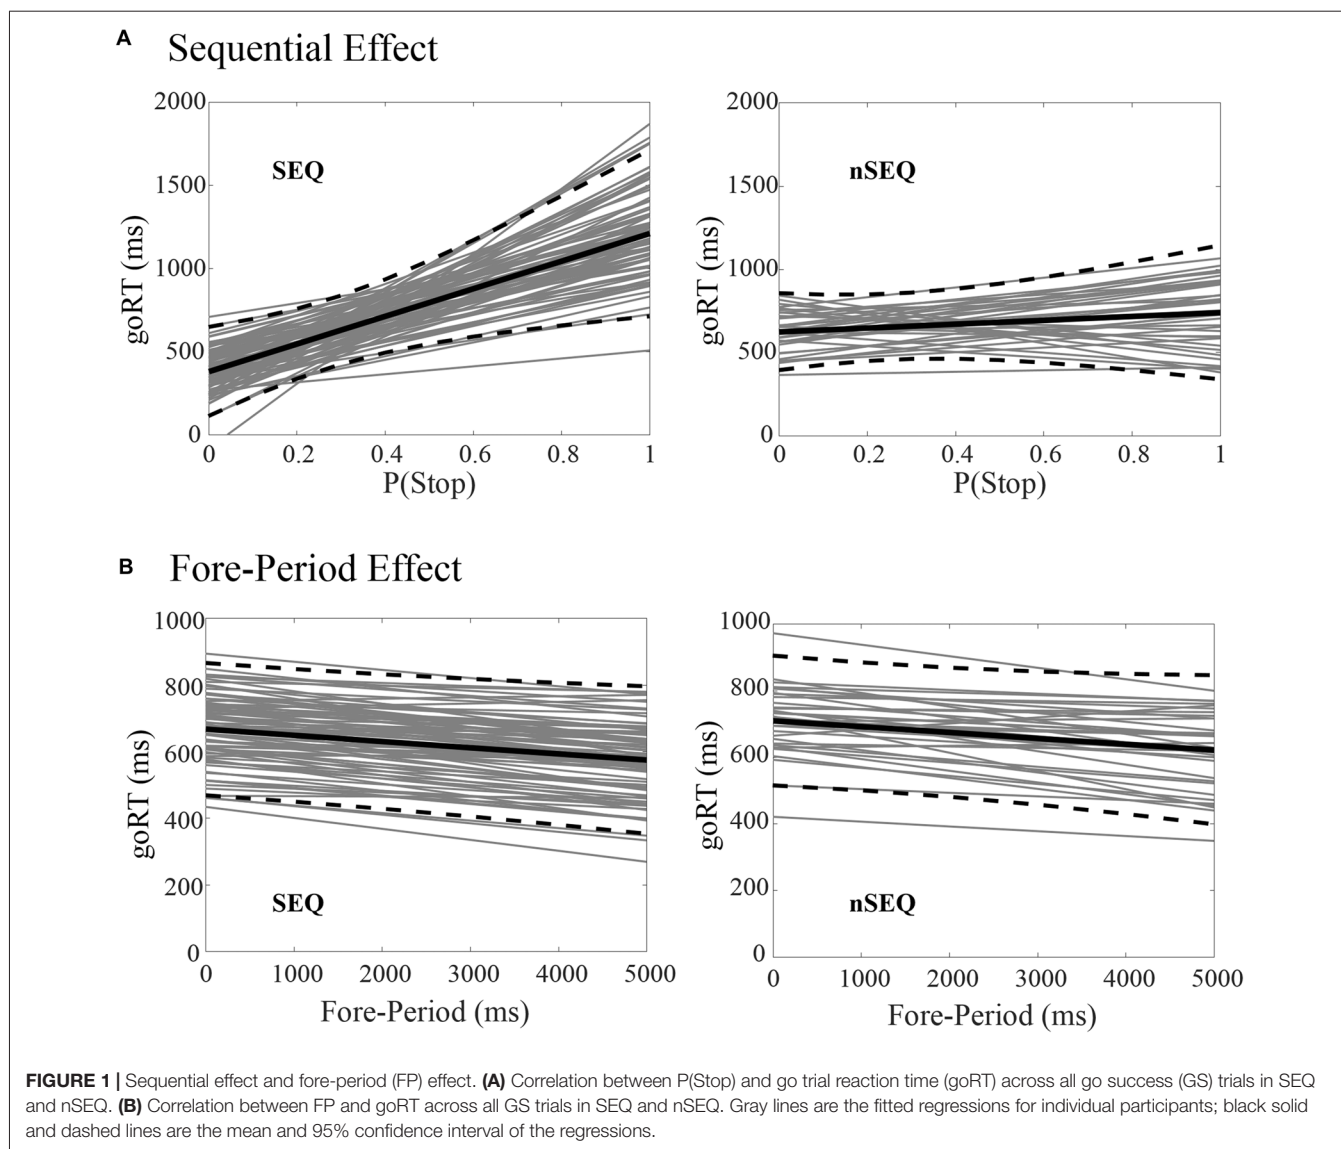 A Sequential Effect
2000
1500
1000
500
0
goRT (ms)
SEQ
0 0.2 0.4 0.6 0.8 1
P(Stop)
2000
1500
1000
500
0
goRT (ms)
nSEQ
0 0.2 0.4 0.6 0.8 1
P(Stop)
B Fore-Period Effect
1000
800
600
400
200
0
goRT (ms)
SEQ
0 1000 2000 3000 4000 5000
Fore-Period (ms)
1000
800
600
400
200
0
goRT (ms)
nSEQ
0 1000 2000 3000 4000 5000
Fore-Period (ms)
FIGURE 1 | Sequential effect and fore-period (FP) effect. (A) Correlation between P(Stop) and go trial reaction time (goRT) across all go success (GS) trials in SEQ
and nSEQ. (B) Correlation between FP and goRT across all GS trials in SEQ and nSEQ. Gray lines are the fitted regressions for individual participants; black solid
and dashed lines are the mean and 95% confidence interval of the regressions.